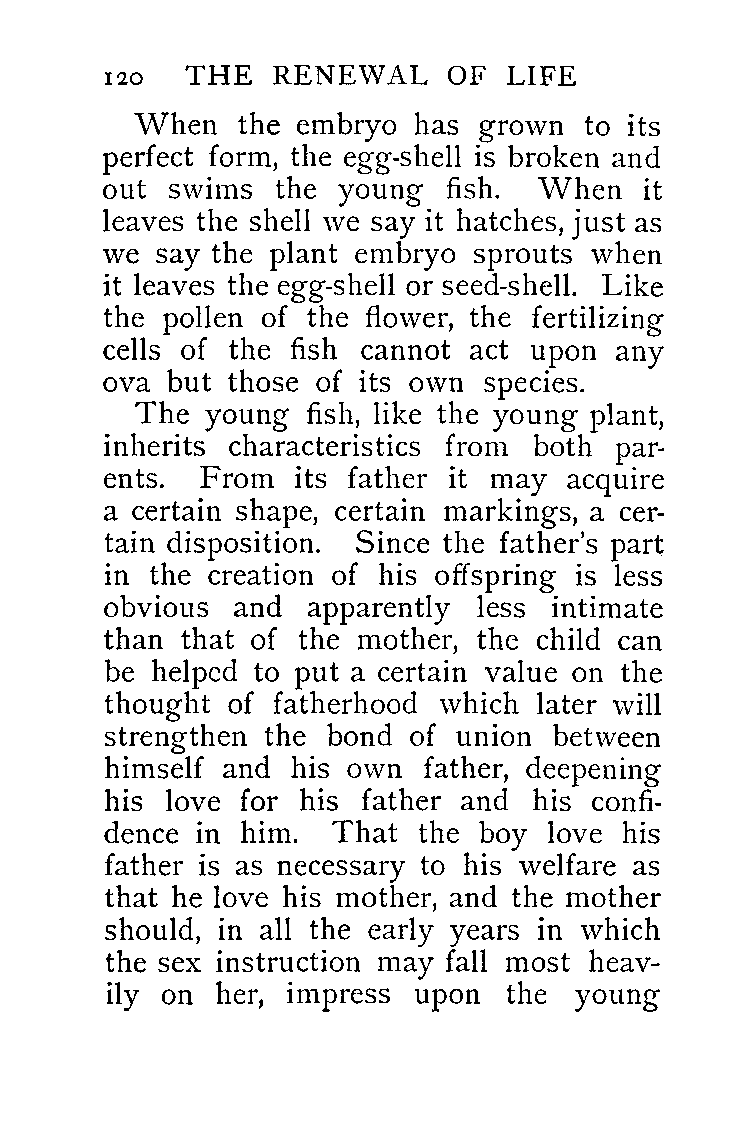 120 THE RENEWAL OF LIFE
When the embryo has grown to its
perfect form, the egg-shell is broken and
out swims the young fish. When it
leaves the shell we say it hatches, just as
we say the plant embryo sprouts when
it leaves the egg-shell or seed-shell. Like
the pollen of the flower, the fertilizing
cells of the fish cannot act upon any
ova but those of its own species.
The young fish, like the young plant,
inherits characteristics from both par-
ents. From its father it may acquire
a certain shape, certain markings, a cer-
tain disposition. Since the father's part
in the creation of his offspring is less
obvious and apparently less intimate
than that of the mother, the child can
be helped to put a certain value on the
thought of fatherhood which later will
strengthen the bond of union between
himself and his own father, deepening
his love for his father and his confi-
dence in him. That the boy love his
father is as necessary to his welfare as
that he love his mother, and the mother
should, in all the early years in which
the sex instruction may fall most heav-
ily on her, impress upon the young